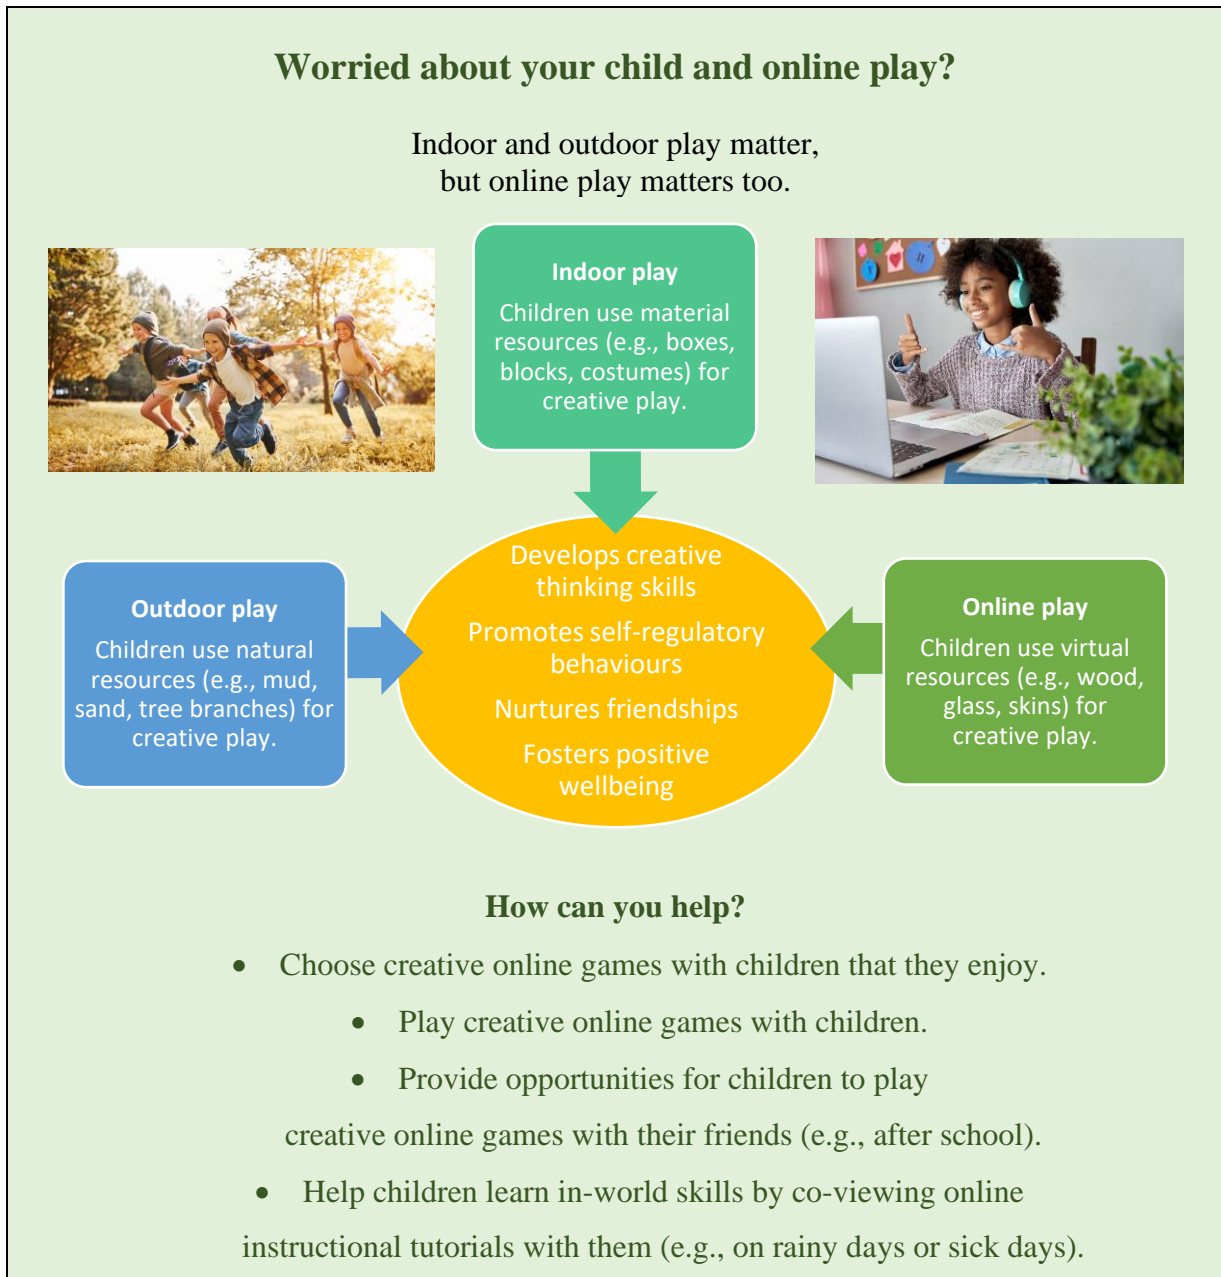 Worried about your child and online play?
Indoor and outdoor play matter,
but online play matters too.
Indoor play
Children use material
resources (e.g., boxes,
blocks, costumes) for
creative play.
Outdoor play
Children use natural
resources (e.g., mud,
sand, tree branches) for
creative play.
Develops creative
thinking skills
Promotes self-regulatory
behaviours
Nurtures friendships
Fosters positive
wellbeing
Online play
Children use virtual
resources (e.g., wood,
glass, skins) for
creative play.
How can you help?
• Choose creative online games with children that they enjoy.
• Play creative online games with children.
• Provide opportunities for children to play
creative online games with their friends (e.g., after school).
• Help children learn in-world skills by co-viewing online
instructional tutorials with them (e.g., on rainy days or sick days).